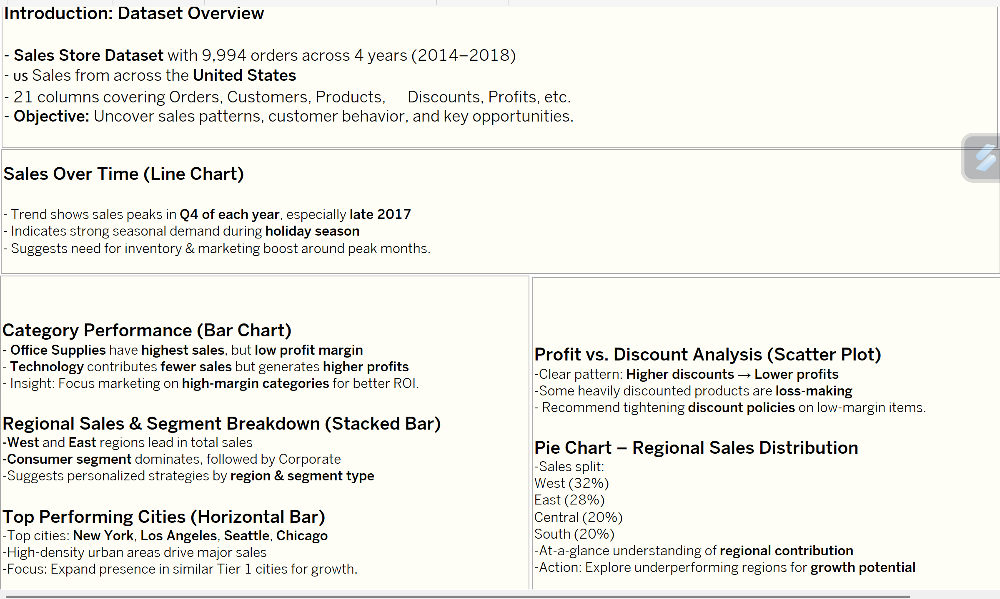 Introduction: Dataset Overview
- Sales Store Dataset with 9,994 orders across 4 years (2014–2018)
- us Sales from across the United States
- 21 columns covering Orders, Customers, Products, Discounts, Profits, etc.
- Objective: Uncover sales patterns, customer behavior, and key opportunities.
Sales Over Time (Line Chart)
- Trend shows sales peaks in Q4 of each year, especially late 2017
- Indicates strong seasonal demand during holiday season
- Suggests need for inventory & marketing boost around peak months.
Category Performance (Bar Chart)
- Office Supplies have highest sales, but low profit margin
- Technology contributes fewer sales but generates higher profits
- Insight: Focus marketing on high-margin categories for better ROI.
Regional Sales & Segment Breakdown (Stacked Bar)
-West and East regions lead in total sales
-Consumer segment dominates, followed by Corporate
-Suggests personalized strategies by region & segment type
Top Performing Cities (Horizontal Bar)
-Top cities: New York, Los Angeles, Seattle, Chicago
-High-density urban areas drive major sales
-Focus: Expand presence in similar Tier 1 cities for growth.
Profit vs. Discount Analysis (Scatter Plot)
-Clear pattern: Higher discounts → Lower profits
-Some heavily discounted products are loss-making
- Recommend tightening discount policies on low-margin items.
Pie Chart – Regional Sales Distribution
-Sales split:
West (32%)
East (28%)
Central (20%)
South (20%)
-At-a-glance understanding of regional contribution
-Action: Explore underperforming regions for growth potential